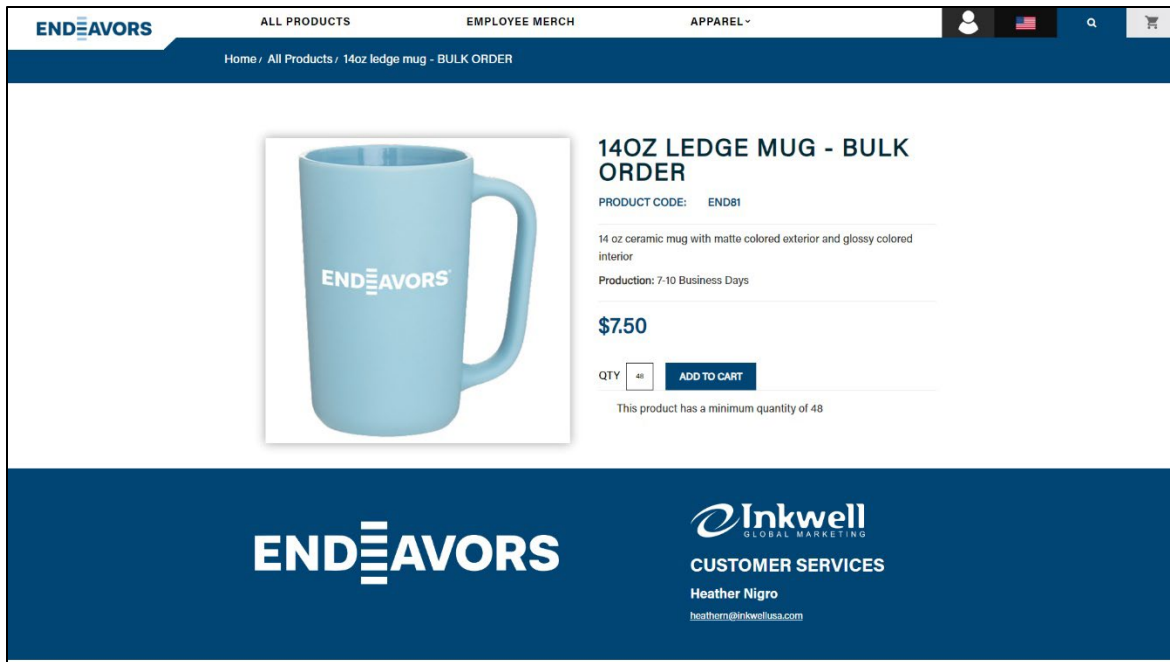 ENDEAVORS
ALL PRODUCTS
EMPLOYEE MERCH
APPAREL
Home / All Products / 14oz ledge mug - BULK ORDER
ENDEAVORS
14OZ LEDGE MUG - BULK
ORDER
PRODUCT CODE: END81
14 oz ceramic mug with matte colored exterior and glossy colored
interior
Production: 7-10 Business Days
$7.50
QTY 48 ADD TO CART
This product has a minimum quantity of 48
ENDEAVORS
Inkwell
GLOBAL MARKETING
CUSTOMER SERVICES
Heather Nigro
heathern@inkwellusa.com